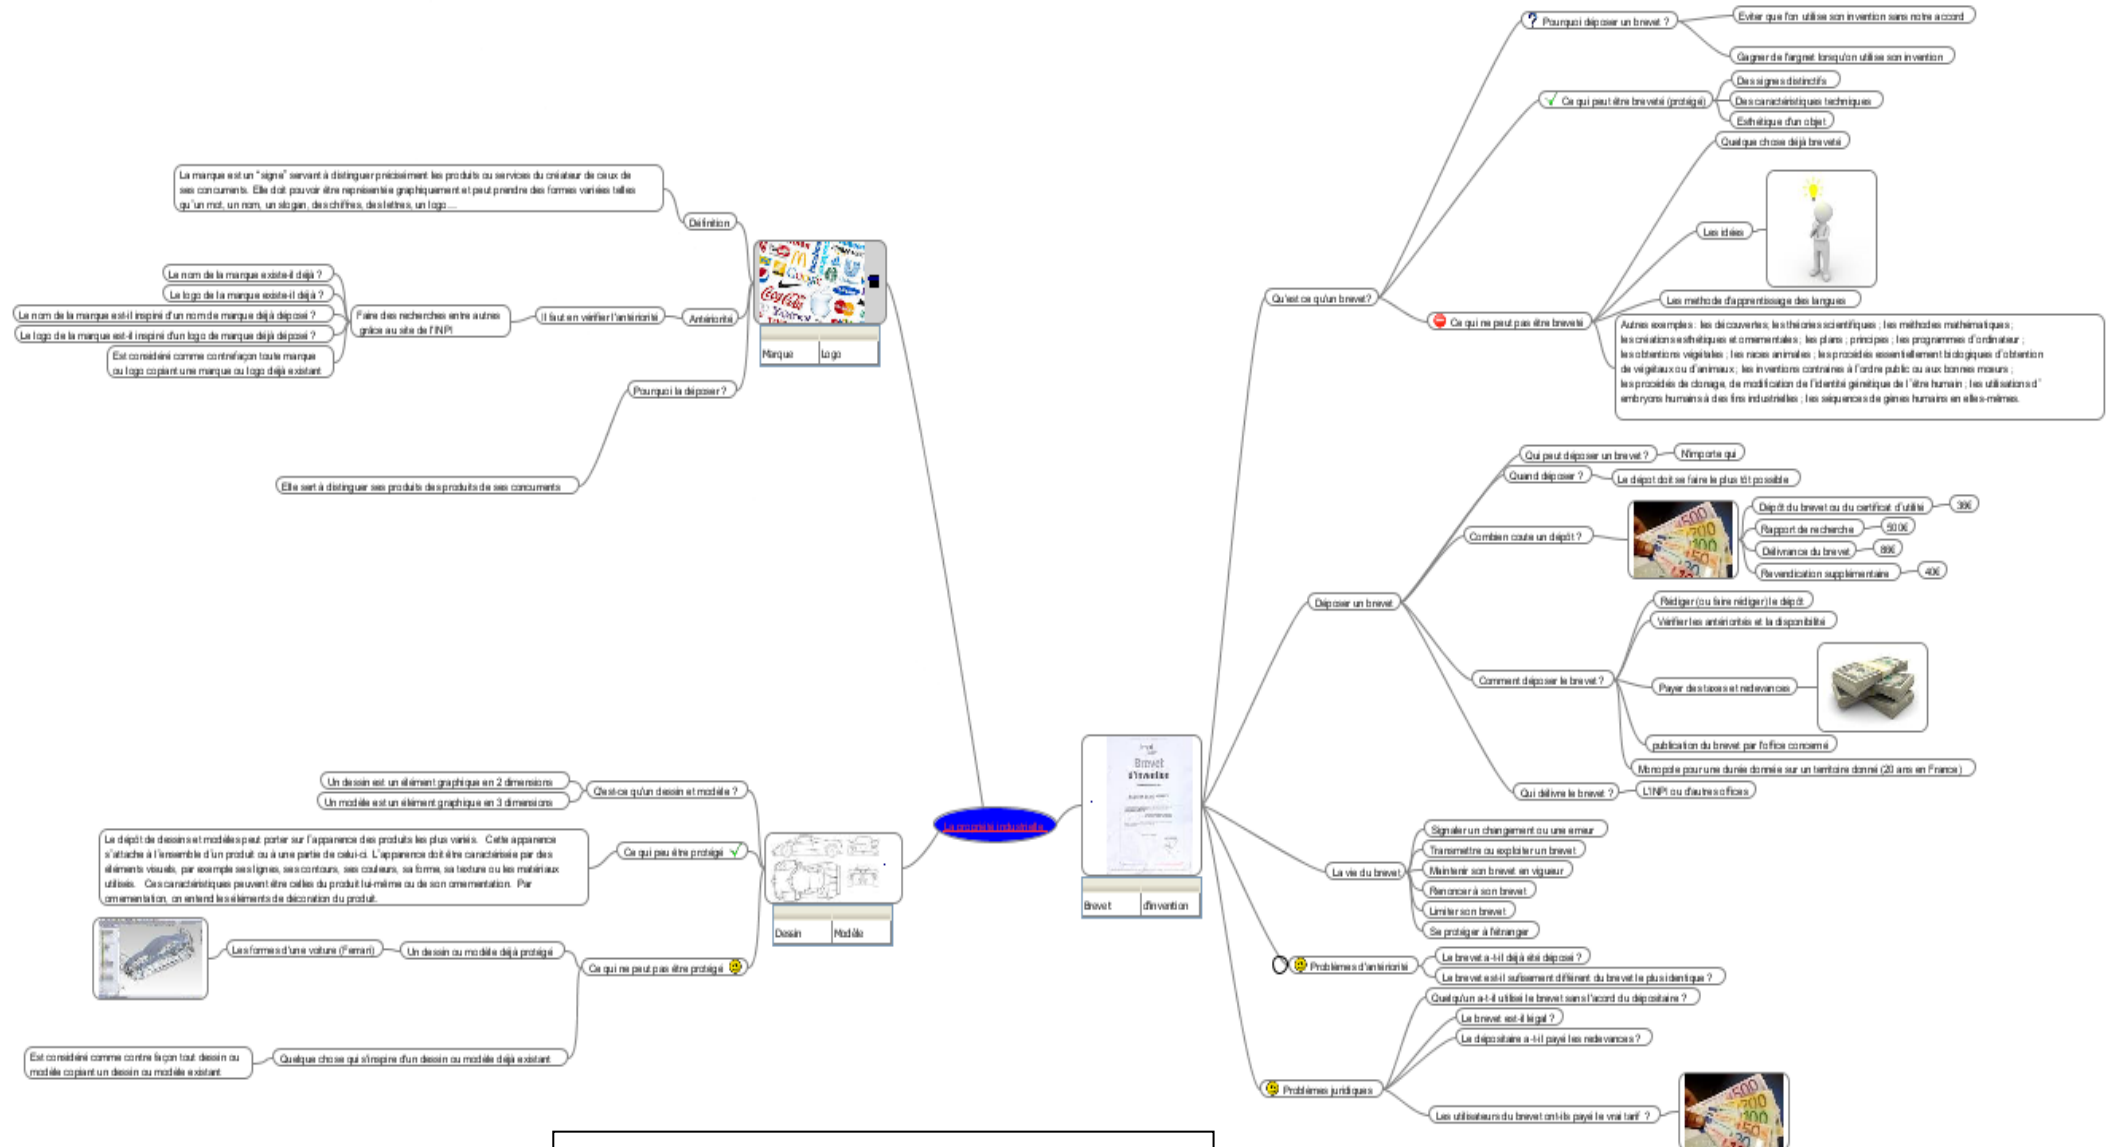 La propriété industrielle
Marque
Logo
Définition
La marque est un "signe" servant à distinguer précisément les produits ou services du créateur de ceux de
ses concurrents. Elle doit pouvoir être représentée graphiquement et peut prendre des formes variées telles
qu'un mot, un nom, un slogan, des chiffres, des lettres, un logo ...
Antériorité
Il faut en vérifier l'antériorité
Faire des recherches entre autres
grâce au site de l'INPI
Le nom de la marque existe-il déjà ?
Le logo de la marque existe-il déjà ?
Le nom de la marque est-il inspiré d'un nom de marque déjà déposé ?
Le logo de la marque est-il inspiré d'un logo de marque déjà déposé ?
Est considéré comme contrefaçon toute marque
ou logo copiant une marque ou logo déjà existant
Pourquoi la déposer ?
Elle sert à distinguer ses produits des produits de ses concurrents
Google
Coca-Cola
Dessin
Modèle
Q'est-ce qu'un dessin et modèle ?
Un dessin est un élément graphique en 2 dimensions
Un modèle est un élément graphique en 3 dimensions
Ce qui peu être protégé
Le dépôt de dessins et modèles peut porter sur l'apparence des produits les plus variés. Cette apparence
s'attache à l'ensemble d'un produit ou à une partie de celui-ci. L'apparence doit être caractérisée par des
éléments visuels, par exemple ses lignes, ses contours, ses couleurs, sa forme, sa texture ou les matériaux
utilisés. Ces caractéristiques peuvent être celles du produit lui-même ou de son ornementation. Par
ornementation, on entend les éléments de décoration du produit.
Ce qui ne peut pas être protégé
Un dessin ou modèle déjà protégé
Les formes d'une voiture (Ferrari)
Quelque chose qui s'inspire d'un dessin ou modèle déjà existant
Est considéré comme contre façon tout dessin ou
modèle copiant un dessin ou modèle existant
Brevet
d'invention
Brevet
d'invention
Qu'est ce qu'un brevet?
Pourquoi déposer un brevet ?
Eviter que l'on utilise son invention sans notre accord
Gagner de l'argnet lorsqu'on utilise son invention
Ce qui peut être breveté (protégé)
Des signes distinctifs
Des caractéristiques techniques
Esthétique d'un objet
Ce qui ne peut pas être breveté
Quelque chose déjà breveté
Les idées
Les methode d'apprentissage des langues
Autres exemples : les découvertes; les théories scientifiques ; les méthodes mathématiques ;
les créations esthétiques et ornementales ; les plans ; principes ; les programmes d'ordinateur ;
les obtentions végétales ; les races animales ; les procédés essentiellement biologiques d'obtention
de végétaux ou d'animaux ; les inventions contraires à l'ordre public ou aux bonnes mœurs ;
les procédés de clonage, de modification de l'identité génétique de l'être humain ; les utilisations d'
embryons humains à des fins industrielles ; les séquences de gènes humains en elles-mêmes.
Déposer un brevet
Qui peut déposer un brevet ?
N'importe qui
Quand déposer ?
Le dépot doit se faire le plus tôt possible
Combien coute un dépôt ?
Dépôt du brevet ou du certificat d'utilité
36€
Rapport de recherche
500€
Délivrance du brevet
86€
Revendication supplémentaire
40€
Comment déposer le brevet ?
Rédiger (ou faire rédiger) le dépôt
Vérifier les antériorités et la disponibilité
Payer des taxes et redevances
publication du brevet par l'office concerné
Monopole pour une durée donnée sur un territoire donné (20 ans en France)
Qui délivre le brevet ?
L'INPI ou d'autres offices
La vie du brevet
Signaler un changement ou une erreur
Transmettre ou exploiter un brevet
Maintenir son brevet en vigueur
Renoncer à son brevet
Limiter son brevet
Se protéger à l'étranger
Problèmes d'antériorité
Le brevet a-t-il déjà été déposé ?
Le brevet est-il sufisement différent du brevet le plus identique ?
Problèmes juridiques
Quelqu'un a-t-il utilisé le brevet sans l'acord du dépositaire ?
Le brevet est-il légal ?
Le dépositaire a-t-il payé les redevances ?
Les utilisateurs du brevet ont-ils payé le vrai tarif ?